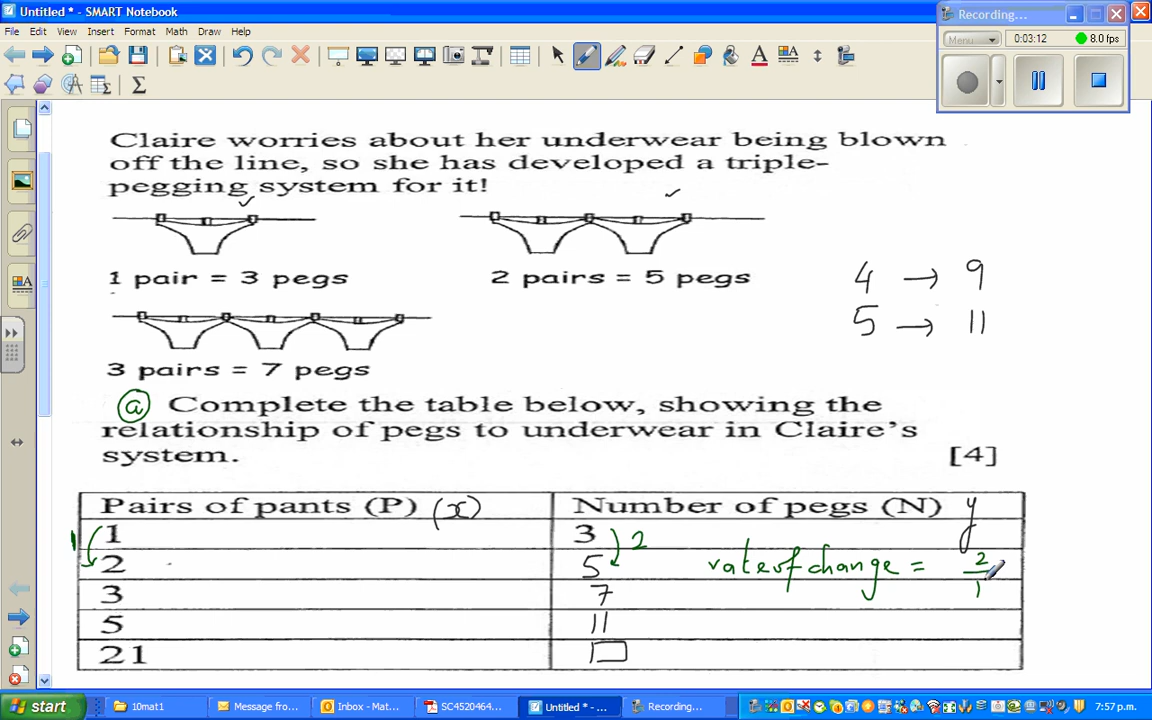 Untitled * - SMART Notebook
Recording...
File Edit View Insert Format Math Draw Help
Menu 0:03:12 8.0 fps
Claire worries about her underwear being blown
off the line, so she has developed a triple-
pegging system for it!
1 pair = 3 pegs 2 pairs = 5 pegs
4 → 9
5 → 11
3 pairs = 7 pegs
(a) Complete the table below, showing the
relationship of pegs to underwear in Claire's
system. [4]
Pairs of pants (P) (x) Number of pegs (N) y
1 3
1 2
2 5 rate of change = 2/1
3 7
5 11
21
start 10mat1 Message fro... Inbox - Mat... SC4520464... Untitled * - ... Recording... 7:57 p.m.